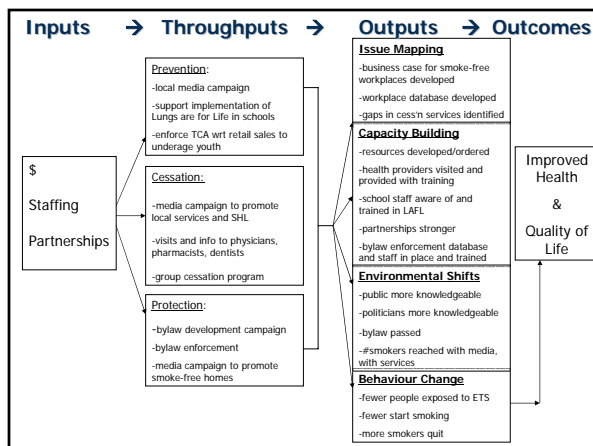 Inputs → Throughputs → Outputs → Outcomes
$
Staffing
Partnerships
Prevention:
-local media campaign
-support implementation of
Lungs are for Life in schools
-enforce TCA wrt retail sales to
underage youth
Cessation:
-media campaign to promote
local services and SHL
-visits and info to physicians,
pharmacists, dentists
-group cessation program
Protection:
-bylaw development campaign
-bylaw enforcement
-media campaign to promote
smoke-free homes
Issue Mapping
-business case for smoke-free
workplaces developed
-workplace database developed
-gaps in cess'n services identified
Capacity Building
-resources developed/ordered
-health providers visited and
provided with training
-school staff aware of and
trained in LAFL
-partnerships stronger
-bylaw enforcement database
and staff in place and trained
Environmental Shifts
-public more knowledgeable
-politicians more knowledgeable
-bylaw passed
-#smokers reached with media,
with services
Behaviour Change
-fewer people exposed to ETS
-fewer start smoking
-more smokers quit
Improved
Health
&
Quality of
Life